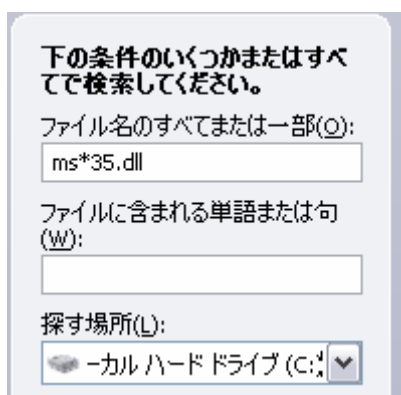 下の条件のいくつかまたはすべ
てで検索してください。
ファイル名のすべてまたは一部(O):
ms*35.dll
ファイルに含まれる単語または句
(W):
探す場所(L):
ーカル ハード ドライブ (C: